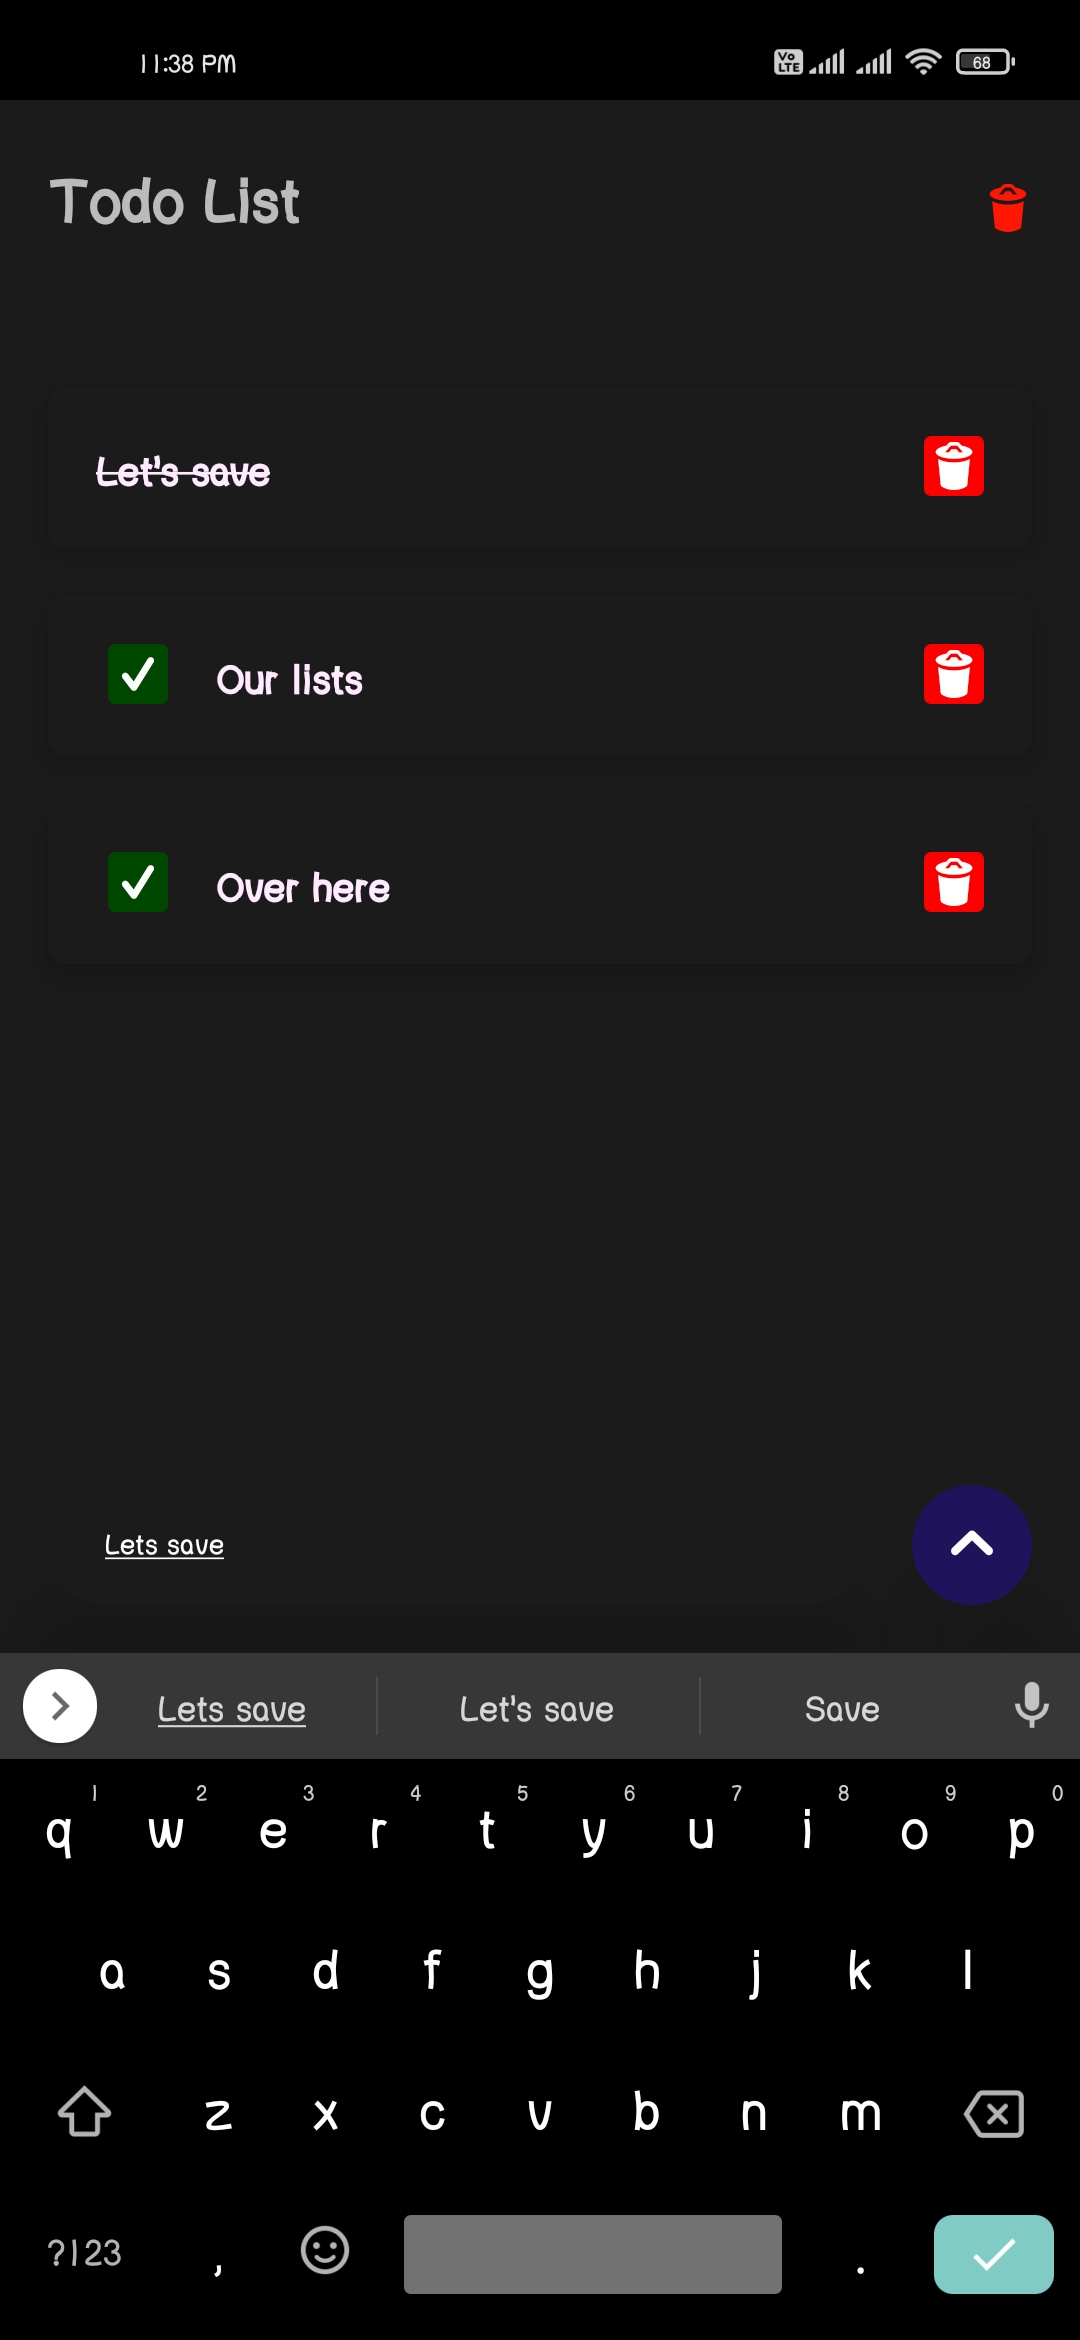 11:38 PM
Vo LTE
68
Todo List
Let's save
Our lists
Over here
Lets save
Lets save
Let's save
Save
1 2 3 4 5 6 7 8 9 0
q w e r t y u i o p
a s d f g h j k l
z x c v b n m
?123 , .